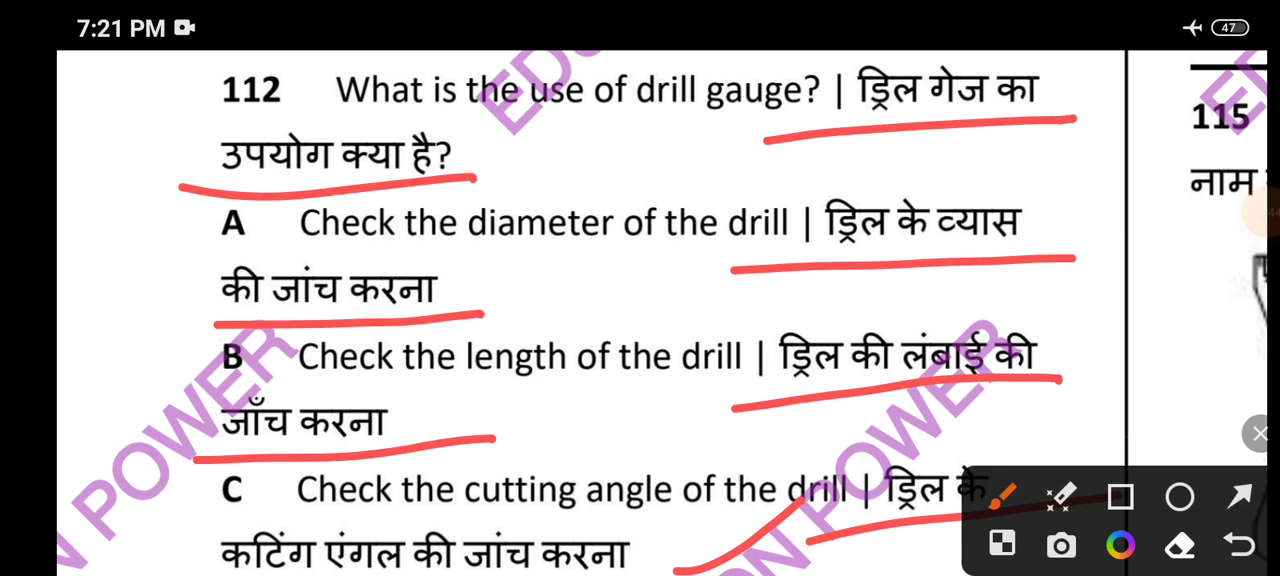 7:21 PM
47
112 What is the use of drill gauge? | ड्रिल गेज का
उपयोग क्या है?
A Check the diameter of the drill | ड्रिल के व्यास
की जांच करना
B Check the length of the drill | ड्रिल की लंबाई की
जाँच करना
C Check the cutting angle of the drill | ड्रिल के
कटिंग एंगल की जांच करना
115
नाम
POWER
POWER